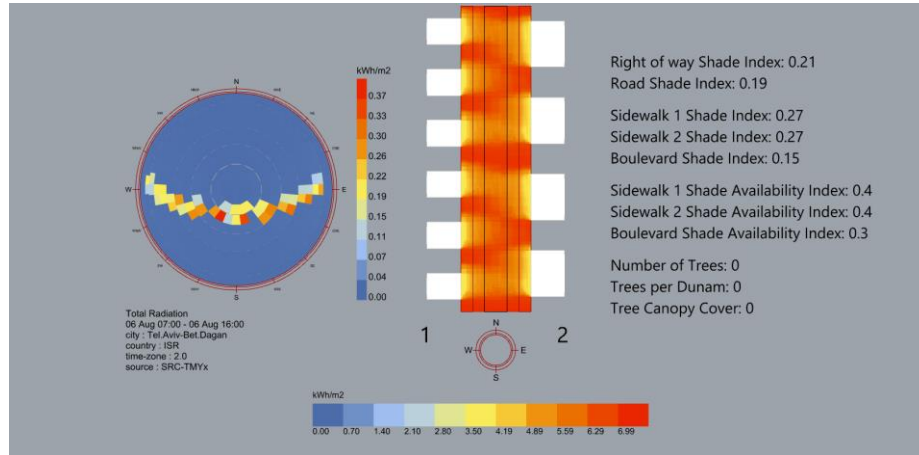 kWh/m2
0.37
0.33
0.30
0.26
0.22
0.19
0.15
0.11
0.07
0.04
0.00
N
W
E
S
Total Radiation
06 Aug 07:00 - 06 Aug 16:00
city : Tel.Aviv-Bet.Dagan
country : ISR
time-zone : 2.0
source : SRC-TMYx
1
2
N
W
E
S
Right of way Shade Index: 0.21
Road Shade Index: 0.19
Sidewalk 1 Shade Index: 0.27
Sidewalk 2 Shade Index: 0.27
Boulevard Shade Index: 0.15
Sidewalk 1 Shade Availability Index: 0.4
Sidewalk 2 Shade Availability Index: 0.4
Boulevard Shade Availability Index: 0.3
Number of Trees: 0
Trees per Dunam: 0
Tree Canopy Cover: 0
kWh/m2
0.00 0.70 1.40 2.10 2.80 3.50 4.19 4.89 5.59 6.29 6.99